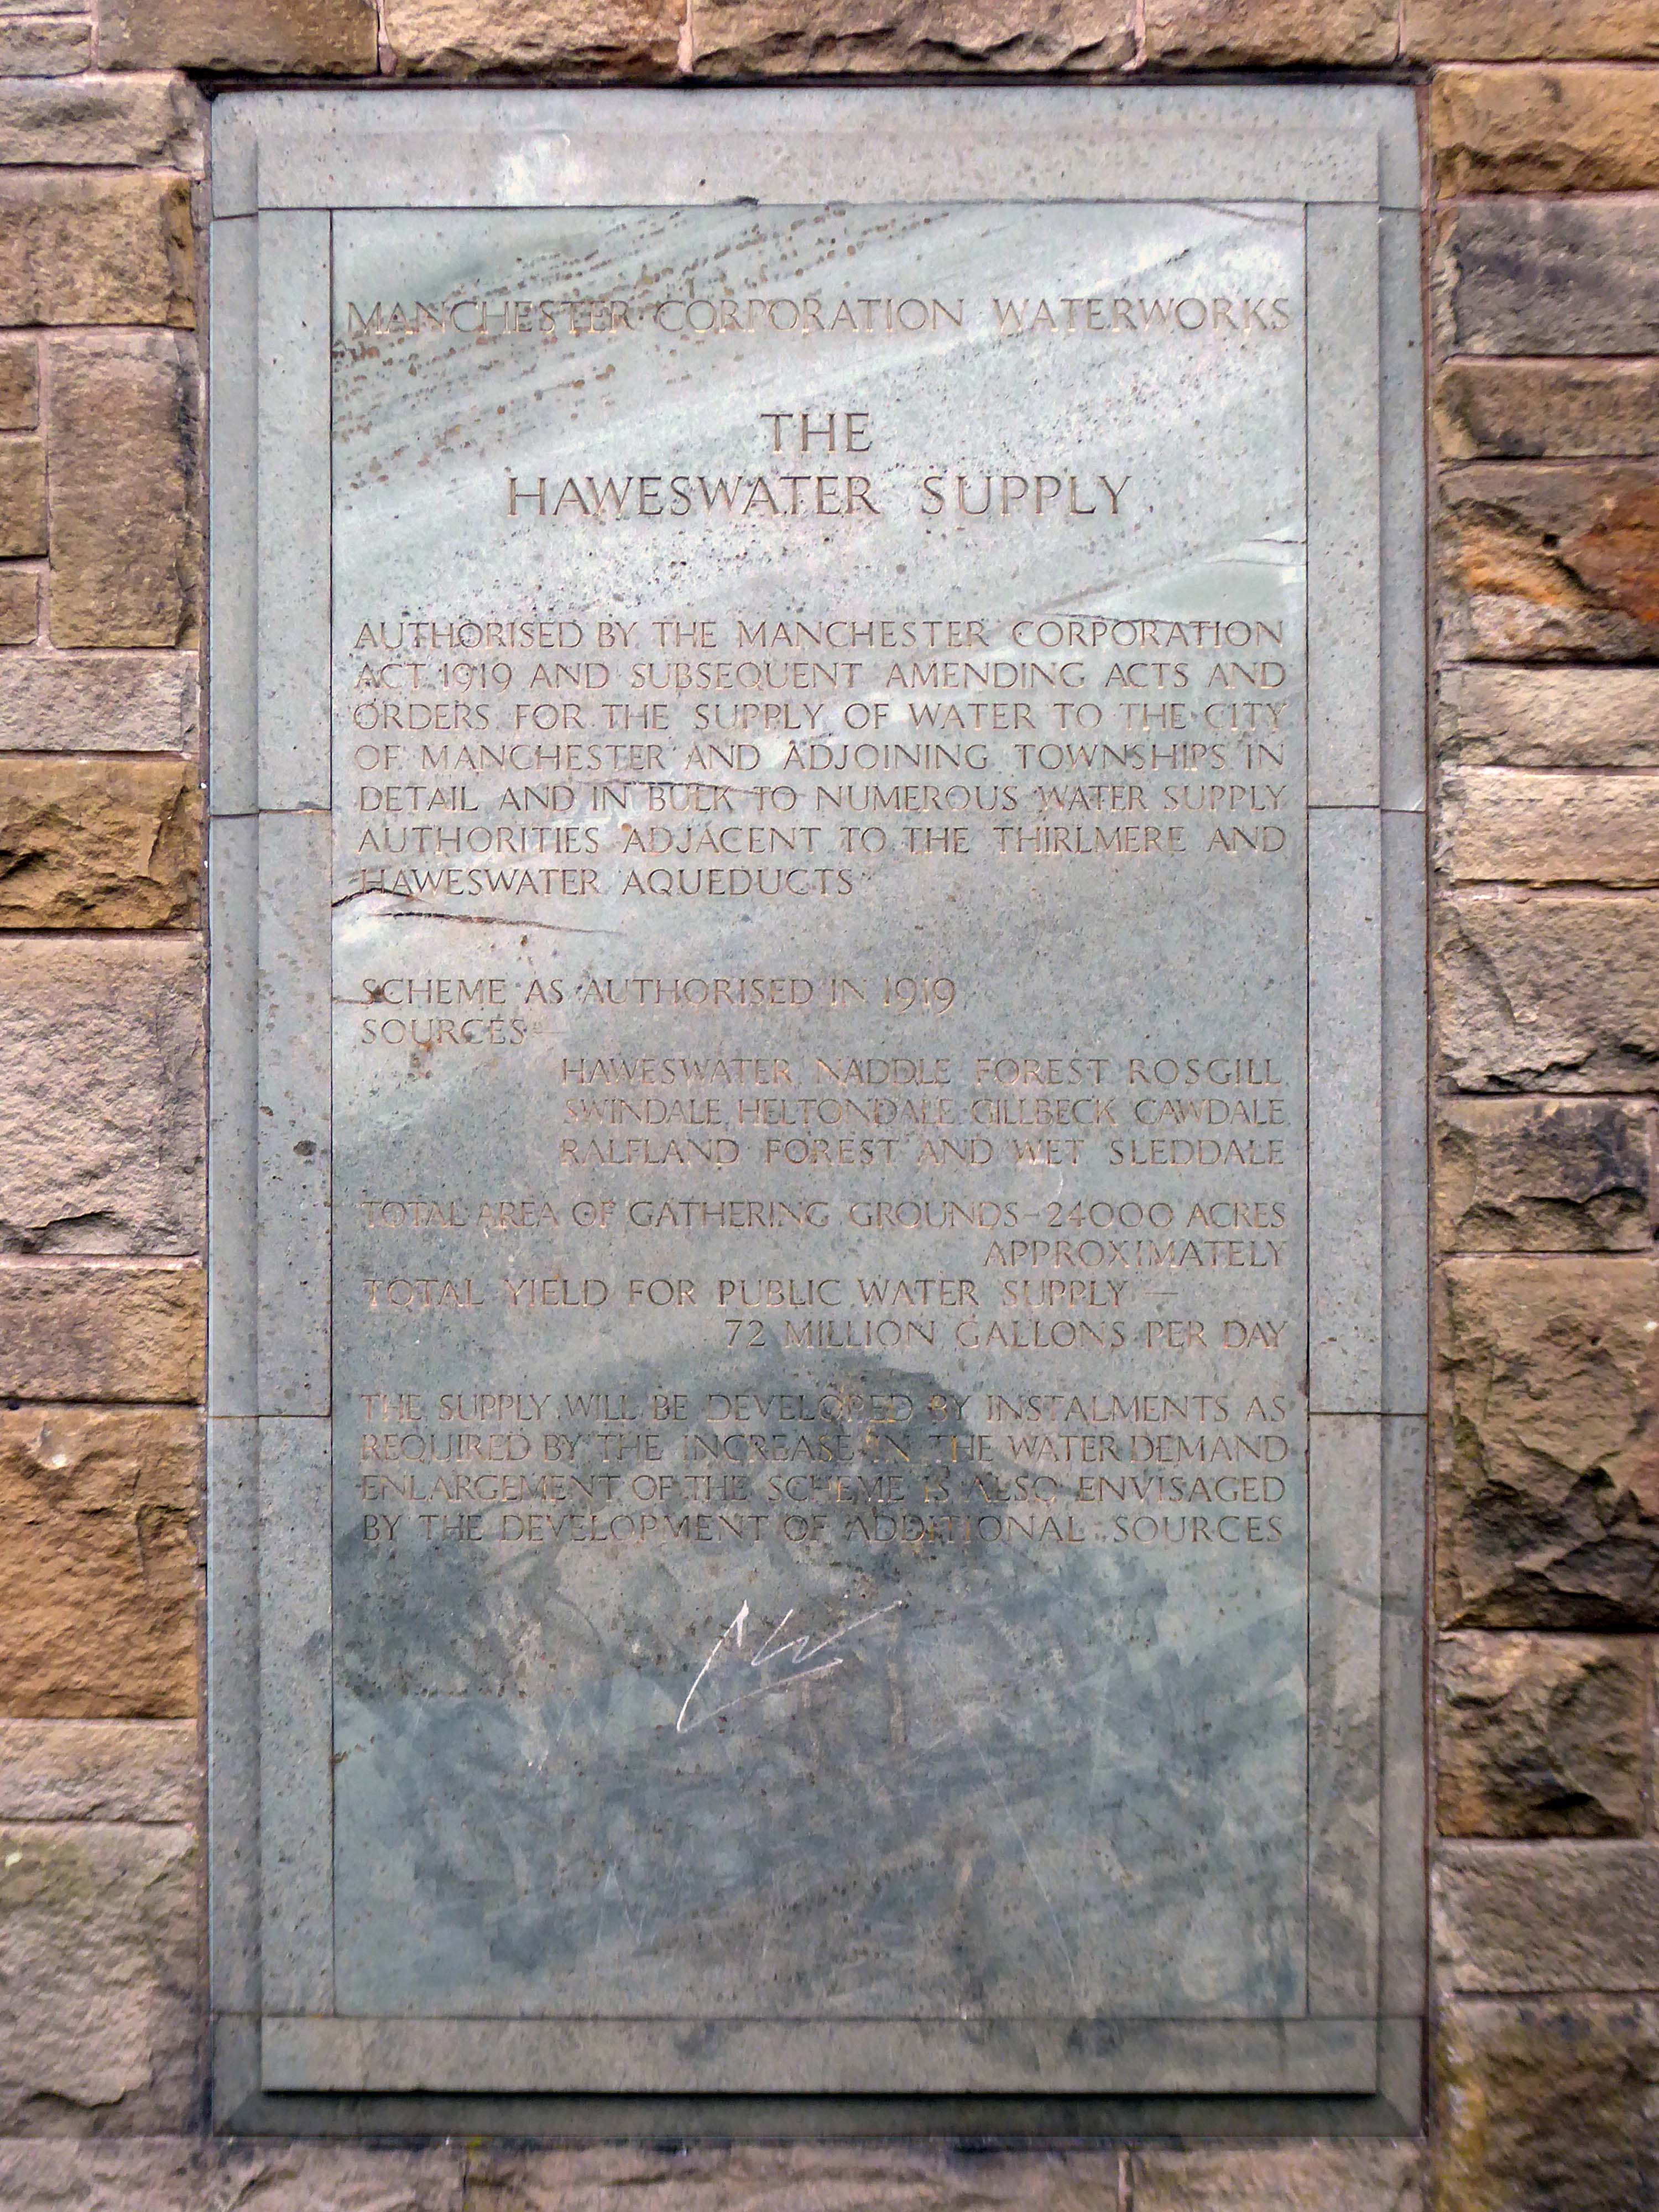 MANCHESTER CORPORATION WATERWORKS
THE
HAWESWATER SUPPLY
AUTHORISED BY THE MANCHESTER CORPORATION
ACT 1919 AND SUBSEQUENT AMENDING ACTS AND
ORDERS FOR THE SUPPLY OF WATER TO THE CITY
OF MANCHESTER AND ADJOINING TOWNSHIPS IN
DETAIL AND IN BULK TO NUMEROUS WATER SUPPLY
AUTHORITIES ADJACENT TO THE THIRLMERE AND
HAWESWATER AQUEDUCTS
SCHEME AS AUTHORISED IN 1919
SOURCES —
HAWESWATER, NADDLE FOREST ROSGILL,
SWINDALE, HELTONDALE GILLBECK CAWDALE,
RALFLAND FOREST AND WET SLEDDALE
TOTAL AREA OF GATHERING GROUNDS—24000 ACRES
APPROXIMATELY
TOTAL YIELD FOR PUBLIC WATER SUPPLY —
72 MILLION GALLONS PER DAY
THE SUPPLY WILL BE DEVELOPED BY INSTALMENTS AS
REQUIRED BY THE INCREASE IN THE WATER DEMAND
ENLARGEMENT OF THE SCHEME IS ALSO ENVISAGED
BY THE DEVELOPMENT OF ADDITIONAL SOURCES